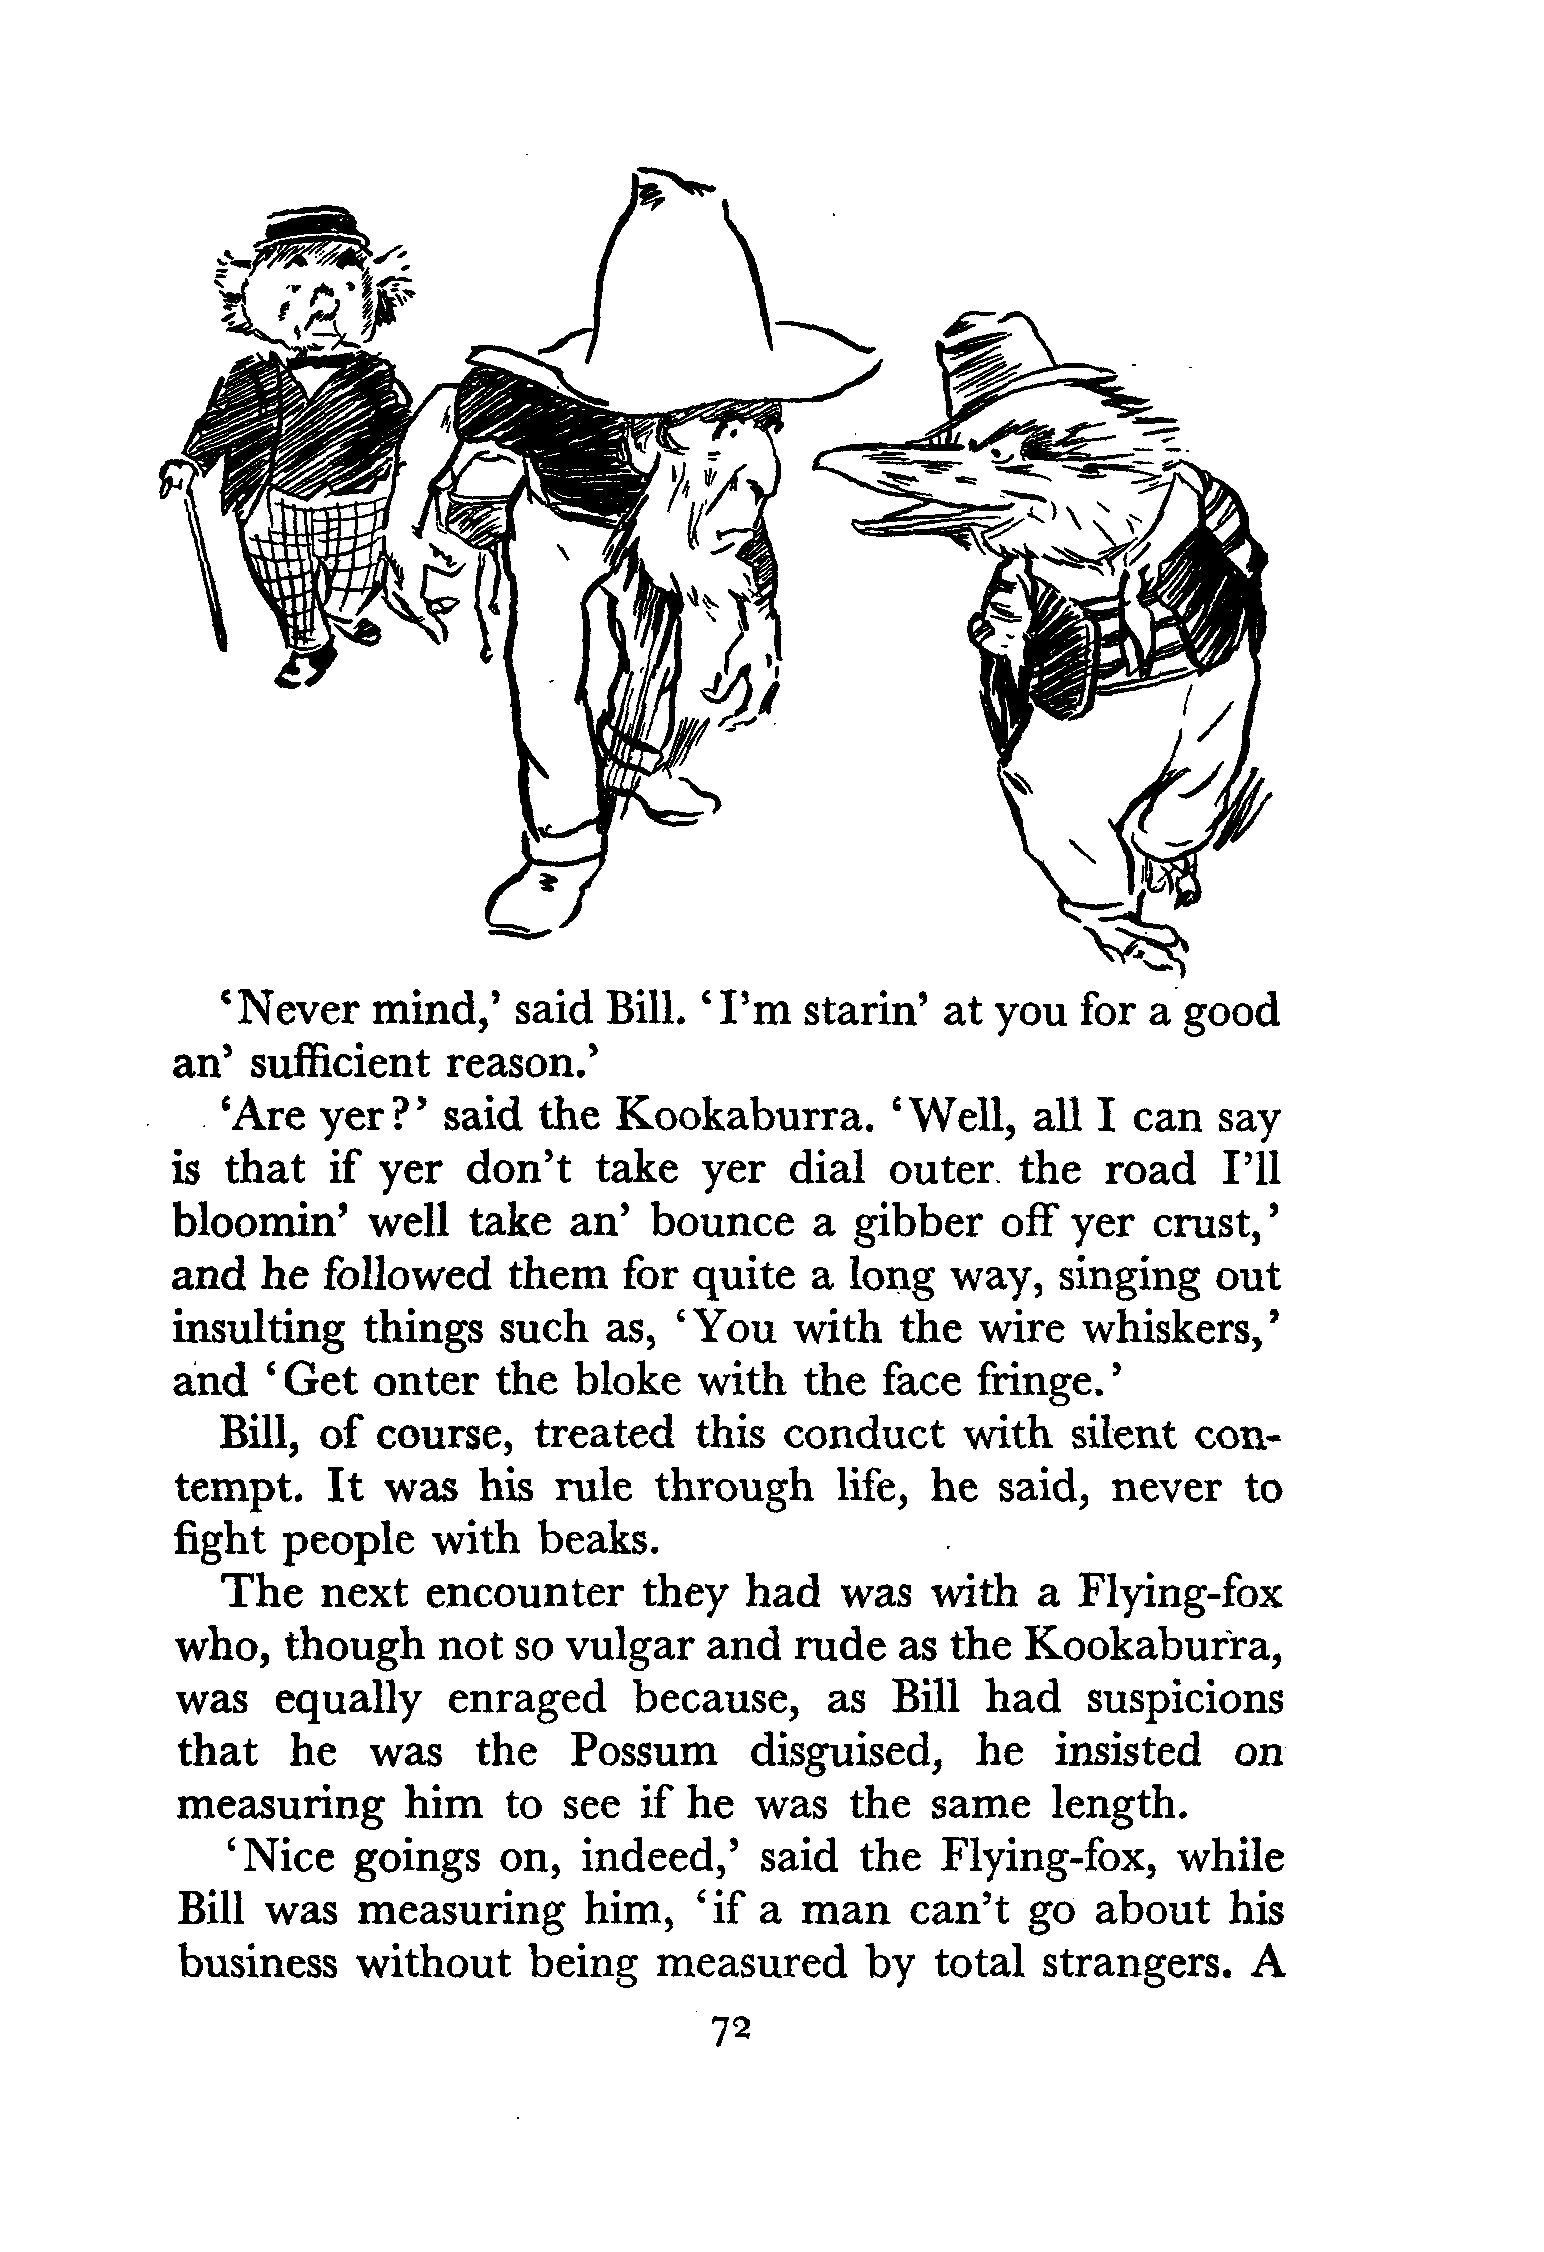 ‘Never mind,’ said Bill. ‘I’m starin’ at you for a good
an’ sufficient reason.’
‘Are yer?’ said the Kookaburra. ‘Well, all I can say
is that if yer don’t take yer dial outer the road I’ll
bloomin’ well take an’ bounce a gibber off yer crust,’
and he followed them for quite a long way, singing out
insulting things such as, ‘You with the wire whiskers,’
and ‘Get onter the bloke with the face fringe.’
Bill, of course, treated this conduct with silent con-
tempt. It was his rule through life, he said, never to
fight people with beaks.
The next encounter they had was with a Flying-fox
who, though not so vulgar and rude as the Kookaburra,
was equally enraged because, as Bill had suspicions
that he was the Possum disguised, he insisted on
measuring him to see if he was the same length.
‘Nice goings on, indeed,’ said the Flying-fox, while
Bill was measuring him, ‘if a man can’t go about his
business without being measured by total strangers. A
72